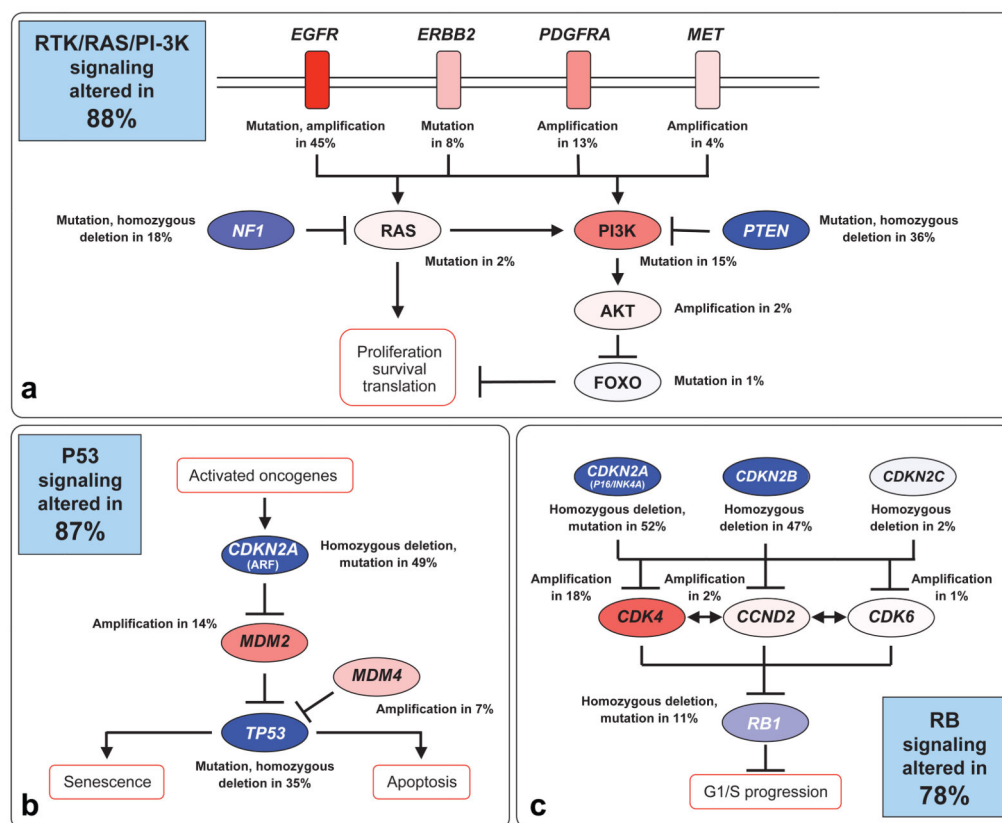 RTK/RAS/PI-3K
signaling
altered in
88%
EGFR
ERBB2
PDGFRA
MET
Mutation, amplification
in 45%
Mutation
in 8%
Amplification
in 13%
Amplification
in 4%
Mutation, homozygous
deletion in 18%
NF1
RAS
Mutation in 2%
PI3K
Mutation in 15%
PTEN
Mutation, homozygous
deletion in 36%
AKT
Amplification in 2%
Proliferation
survival
translation
FOXO
Mutation in 1%
a
P53
signaling
altered in
87%
Activated oncogenes
CDKN2A
(ARF)
Homozygous deletion,
mutation in 49%
Amplification in 14%
MDM2
MDM4
Amplification in 7%
TP53
Mutation, homozygous
deletion in 35%
Senescence
Apoptosis
b
CDKN2A
(P16/INK4A)
CDKN2B
CDKN2C
Homozygous deletion,
mutation in 52%
Homozygous
deletion in 47%
Homozygous
deletion in 2%
Amplification in
18%
Amplification in
2%
Amplification in
1%
CDK4
CCND2
CDK6
Homozygous deletion,
mutation in 11%
RB1
G1/S progression
RB
signaling
altered in
78%
c